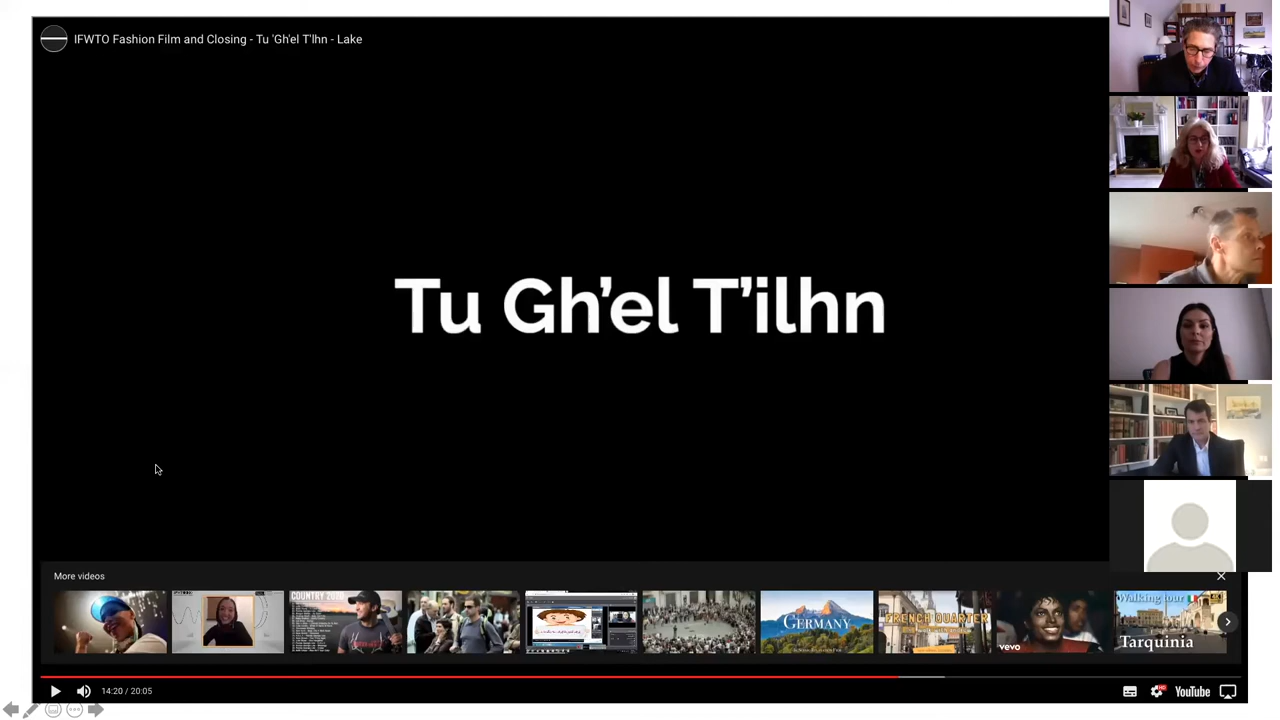 IFWTO Fashion Film and Closing - Tu 'Gh'el T'lhn - Lake
Tu Gh’el T’ilhn
More videos
COUNTRY 2020
GERMANY
FRENCH QUARTER
vevo
Walking tour
Tarquinia
14:20 / 20:05
HD
YouTube